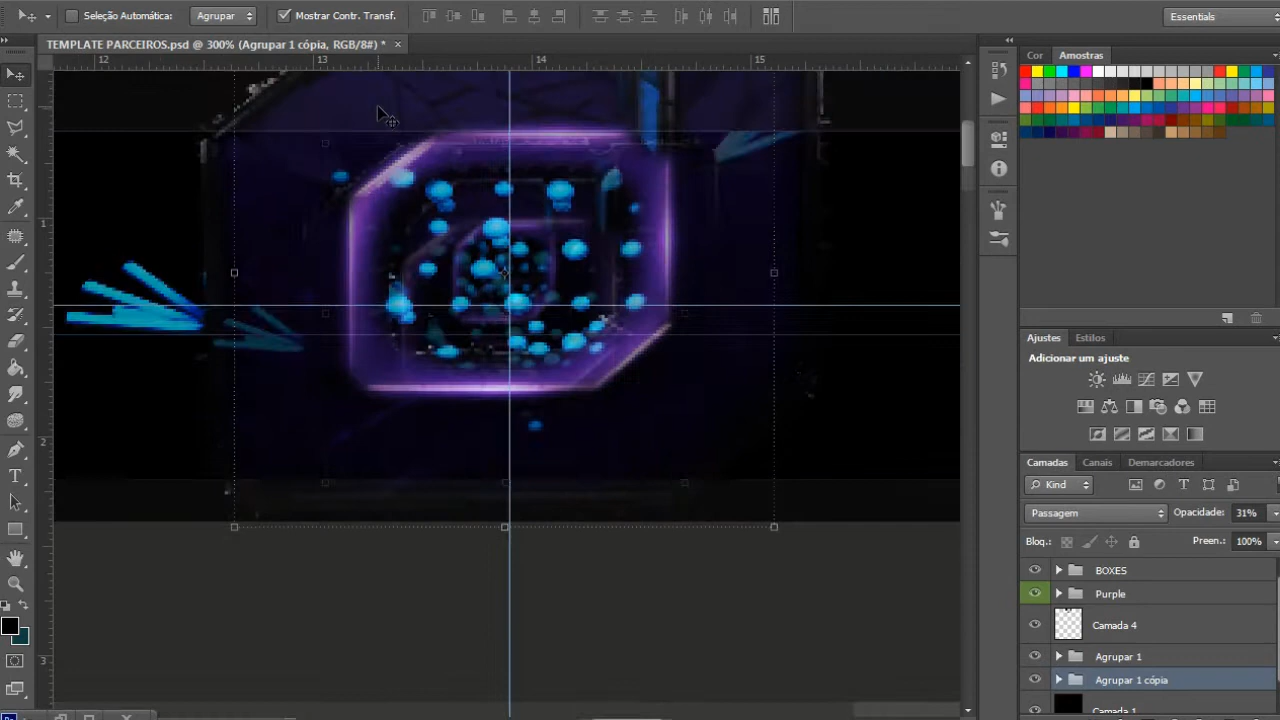 Seleção Automática: Agrupar Mostrar Contr. Transf. Essentials
TEMPLATE PARCEIROS.psd @ 300% (Agrupar 1 cópia, RGB/8#) * ×
12 13 14 15
1
2
3
Cor Amostras
Ajustes Estilos
Adicionar um ajuste
Camadas Canais Demarcadores
Kind
Passagem Opacidade: 31%
Bloq.: Preen.: 100%
BOXES
Purple
Camada 4
Agrupar 1
Agrupar 1 cópia
Camada 1